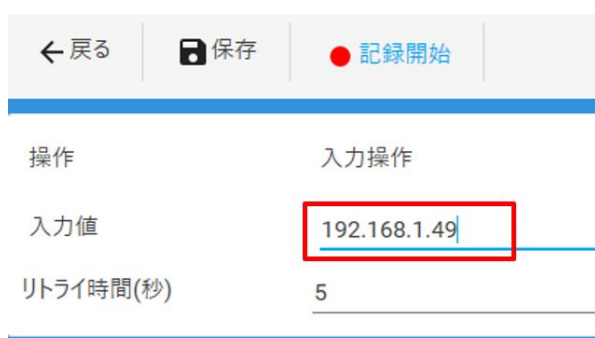 戻る 保存 記録開始
操作 入力操作
入力値 192.168.1.49
リトライ時間(秒) 5